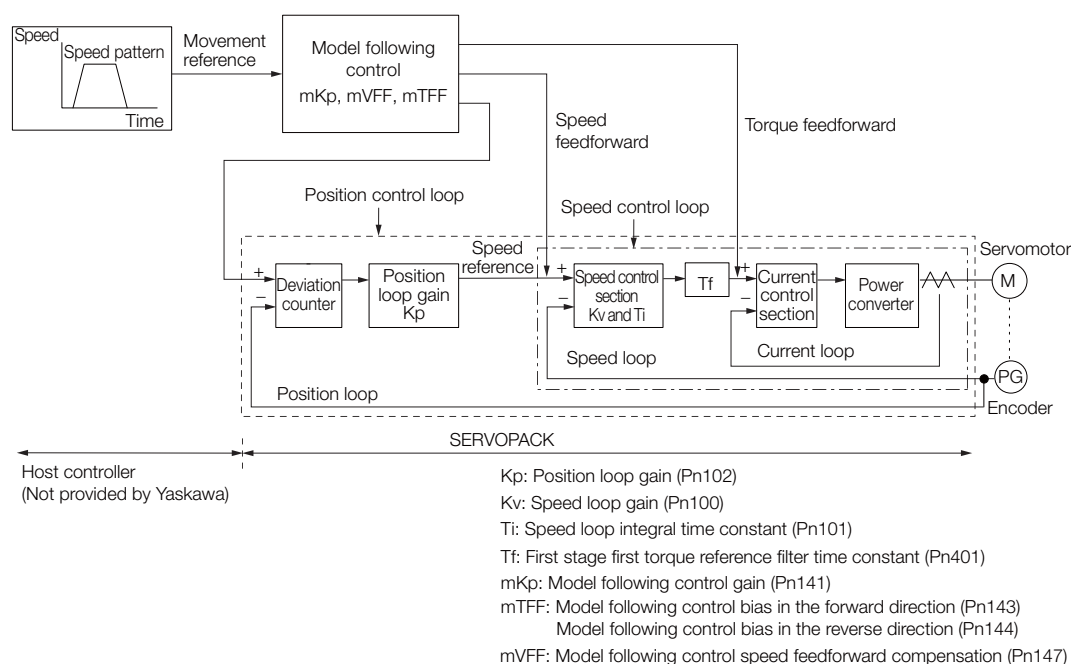 Speed
Speed pattern
Time
Movement
reference
Model following
control
mKp, mVFF, mTFF
Speed
feedforward
Torque feedforward
Position control loop
Speed control loop
Speed
reference
Servomotor
+
−
Deviation
counter
Position
loop gain
Kp
+
−
Speed control
section
Kv and Ti
Tf
+
−
Current
control
section
Power
converter
M
Speed loop
Current loop
PG
Position loop
Encoder
SERVOPACK
Host controller
(Not provided by Yaskawa)
Kp: Position loop gain (Pn102)
Kv: Speed loop gain (Pn100)
Ti: Speed loop integral time constant (Pn101)
Tf: First stage first torque reference filter time constant (Pn401)
mKp: Model following control gain (Pn141)
mTFF: Model following control bias in the forward direction (Pn143)
Model following control bias in the reverse direction (Pn144)
mVFF: Model following control speed feedforward compensation (Pn147)